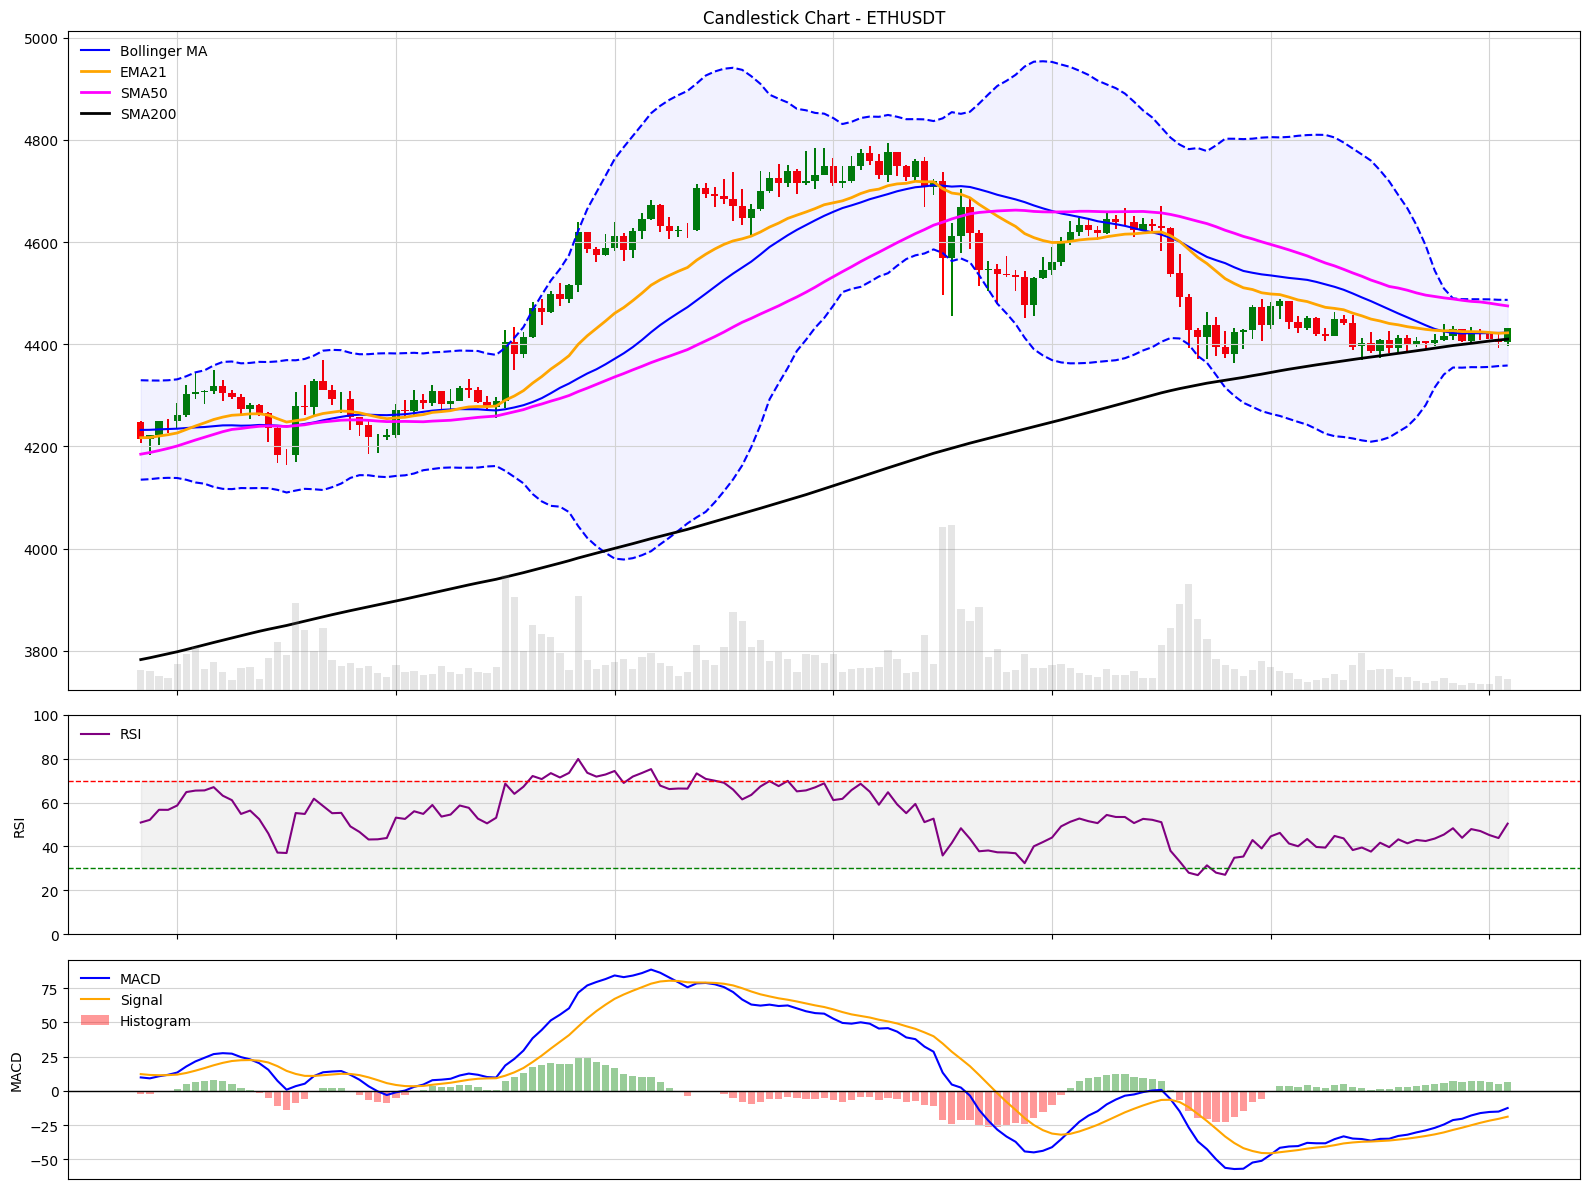 Candlestick Chart - ETHUSDT
5000
4800
4600
4400
4200
4000
3800
Bollinger MA
EMA21
SMA50
SMA200
100
80
60
40
20
0
RSI
RSI
75
50
25
0
−25
−50
MACD
MACD
Signal
Histogram